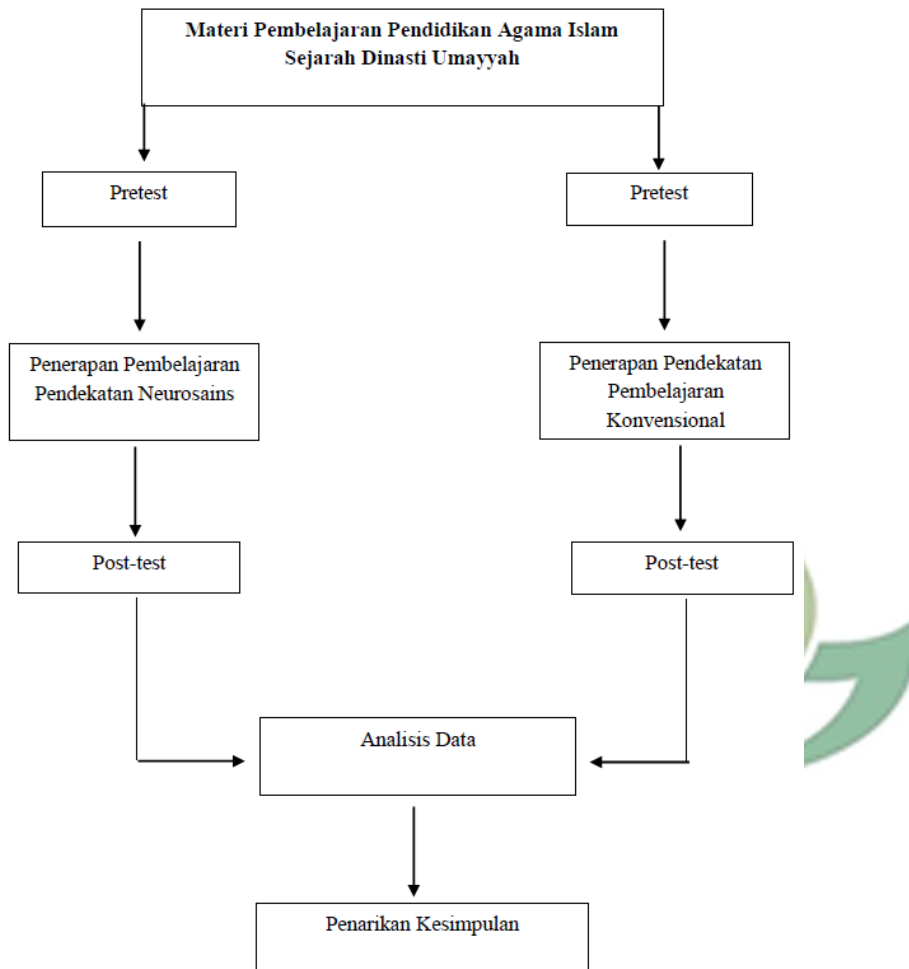 Materi Pembelajaran Pendidikan Agama Islam
Sejarah Dinasti Umayyah
Pretest
Pretest
Penerapan Pembelajaran
Pendekatan Neurosains
Penerapan Pendekatan
Pembelajaran
Konvensional
Post-test
Post-test
Analisis Data
Penarikan Kesimpulan